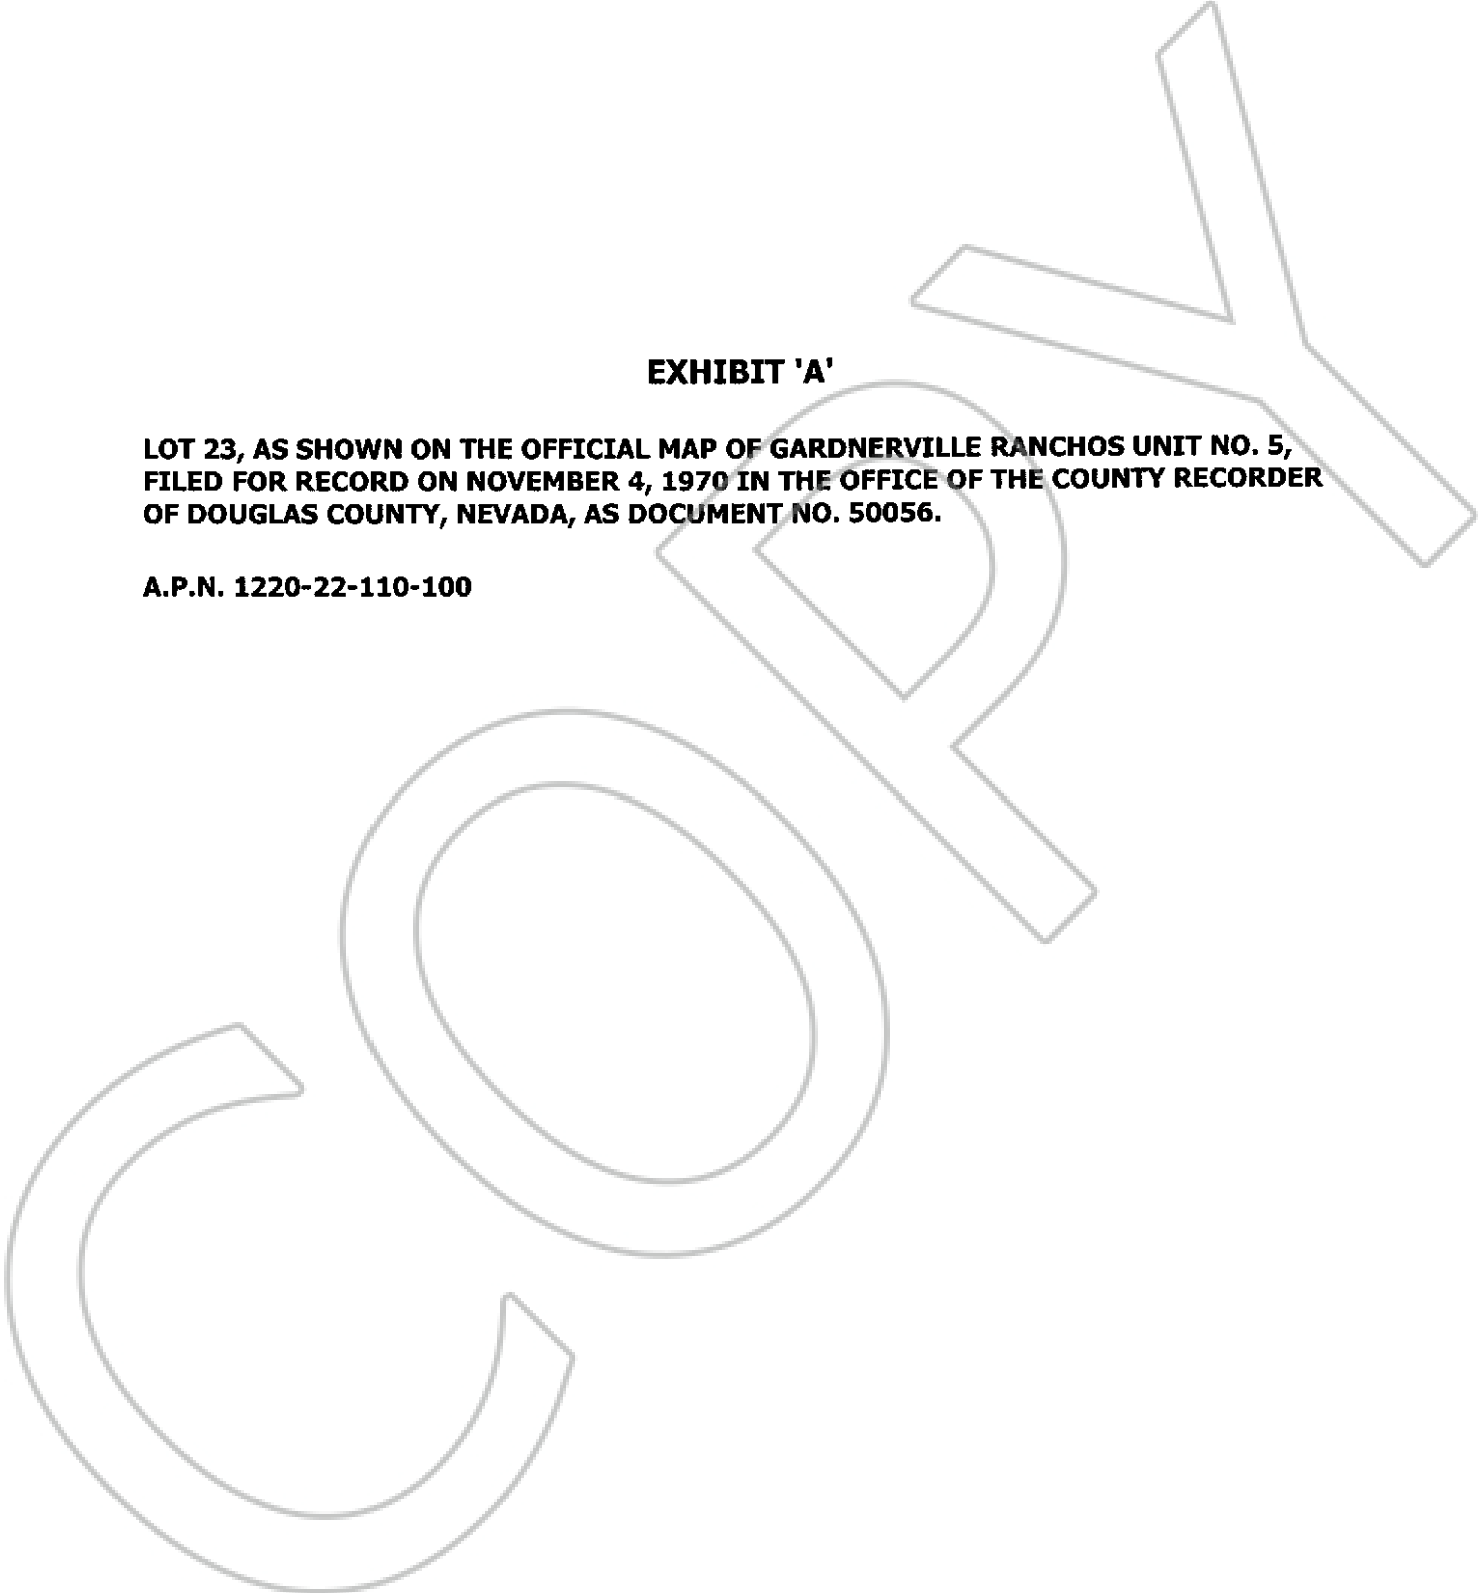 EXHIBIT 'A'
LOT 23, AS SHOWN ON THE OFFICIAL MAP OF GARDNERVILLE RANCHOS UNIT NO. 5,
FILED FOR RECORD ON NOVEMBER 4, 1970 IN THE OFFICE OF THE COUNTY RECORDER
OF DOUGLAS COUNTY, NEVADA, AS DOCUMENT NO. 50056.
A.P.N. 1220-22-110-100
COPY